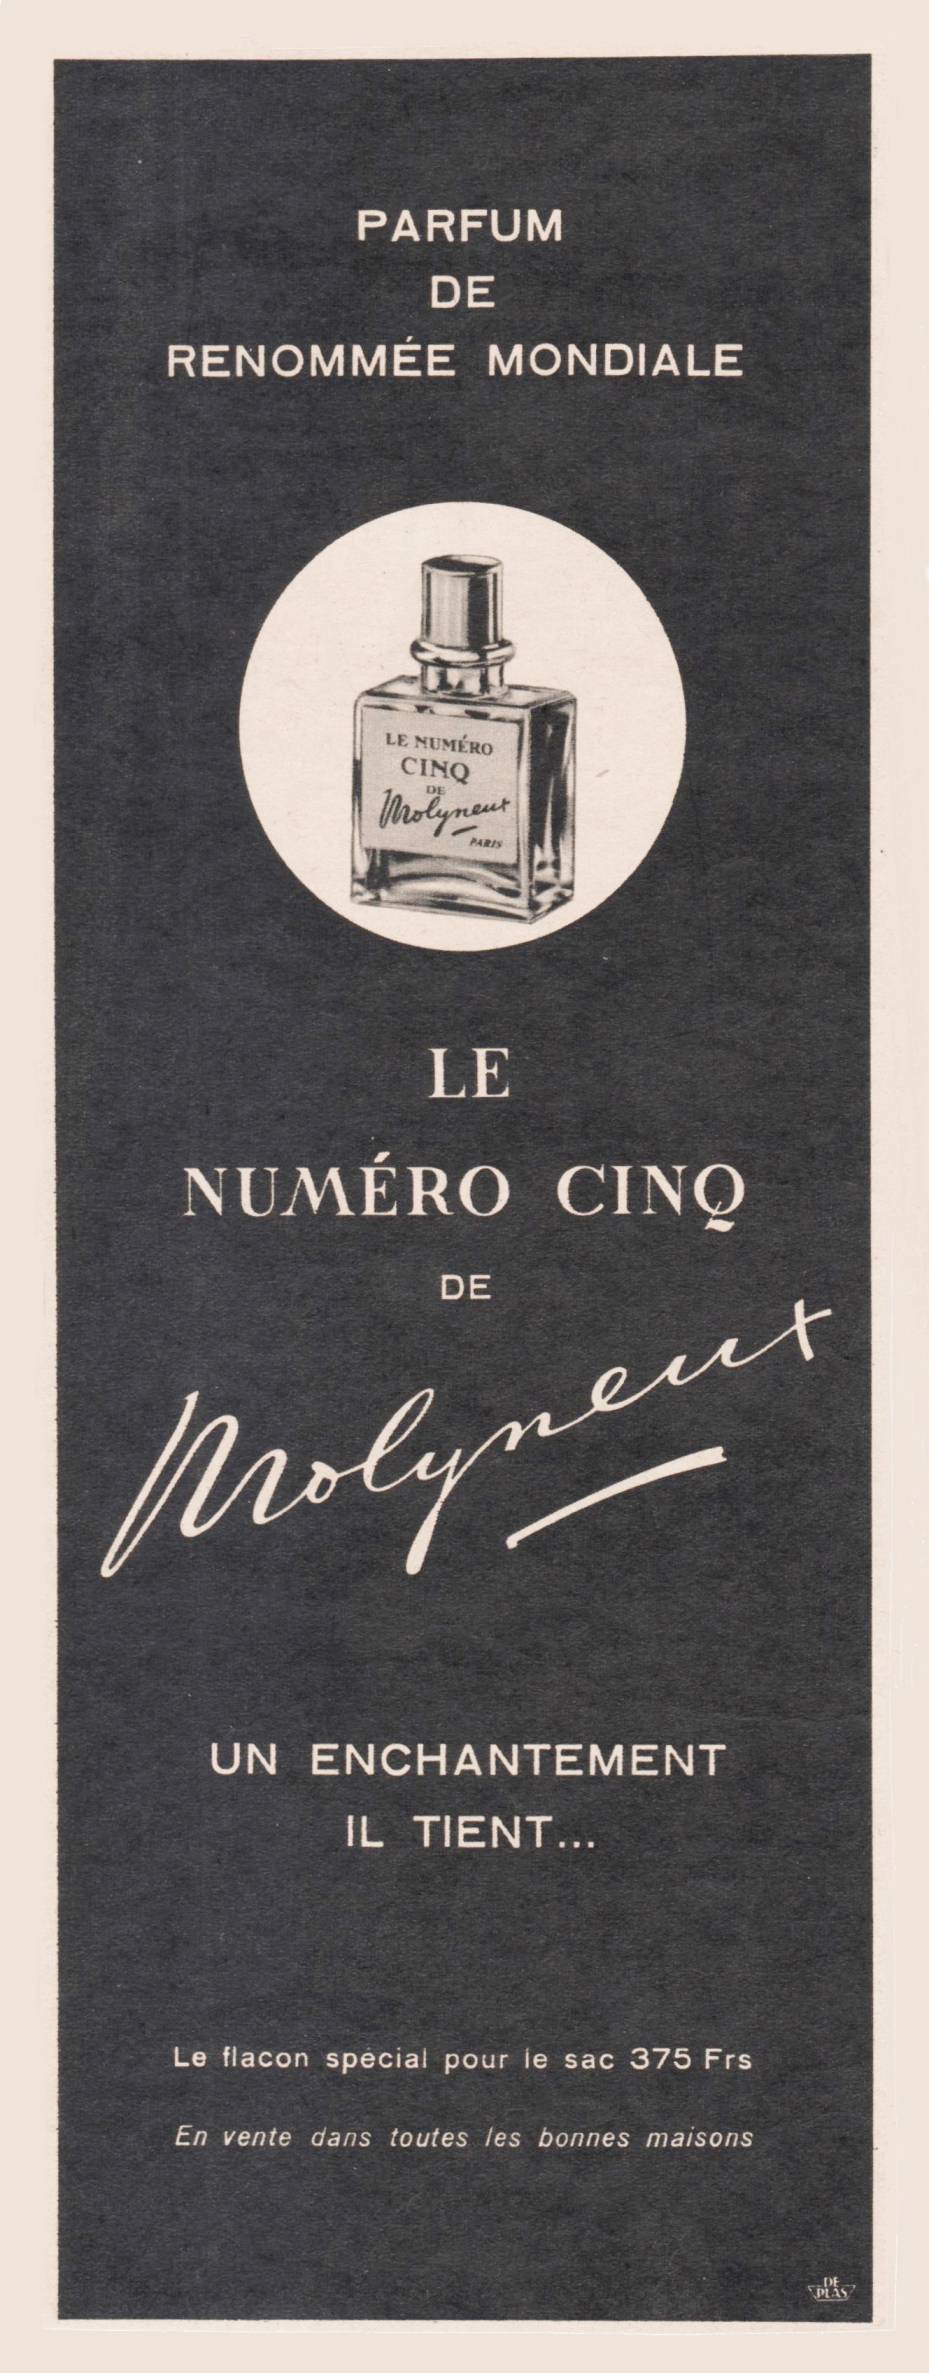 PARFUM
DE
RENOMMÉE MONDIALE
LE NUMÉRO
CINQ
DE
Molyneux
PARIS
LE
NUMÉRO CINQ
DE
Molyneux
UN ENCHANTEMENT
IL TIENT...
Le flacon spécial pour le sac 375 Frs
En vente dans toutes les bonnes maisons
DE
PLAS